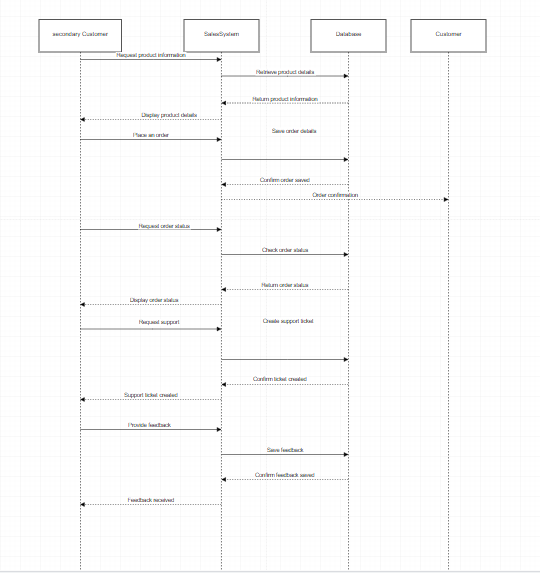 secondary Customer
SalesSystem
Database
Customer
Request product information
Retrieve product details
Return product information
Display product details
Save order details
Place an order
Confirm order saved
Order confirmation
Request order status
Check order status
Return order status
Display order status
Request support
Create support ticket
Confirm ticket created
Support ticket created
Provide feedback
Save feedback
Confirm feedback saved
Feedback received